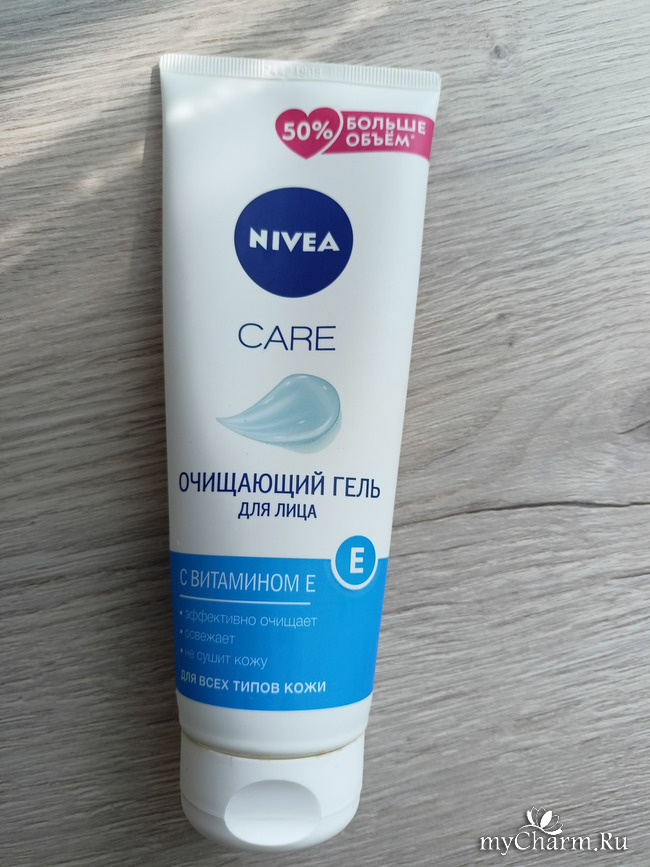 50% БОЛЬШЕ
ОБЪЁМ*
NIVEA
CARE
ОЧИЩАЮЩИЙ ГЕЛЬ
ДЛЯ ЛИЦА
E
С ВИТАМИНОМ Е
• эффективно очищает
• освежает
• не сушит кожу
ДЛЯ ВСЕХ ТИПОВ КОЖИ
myCharm.Ru